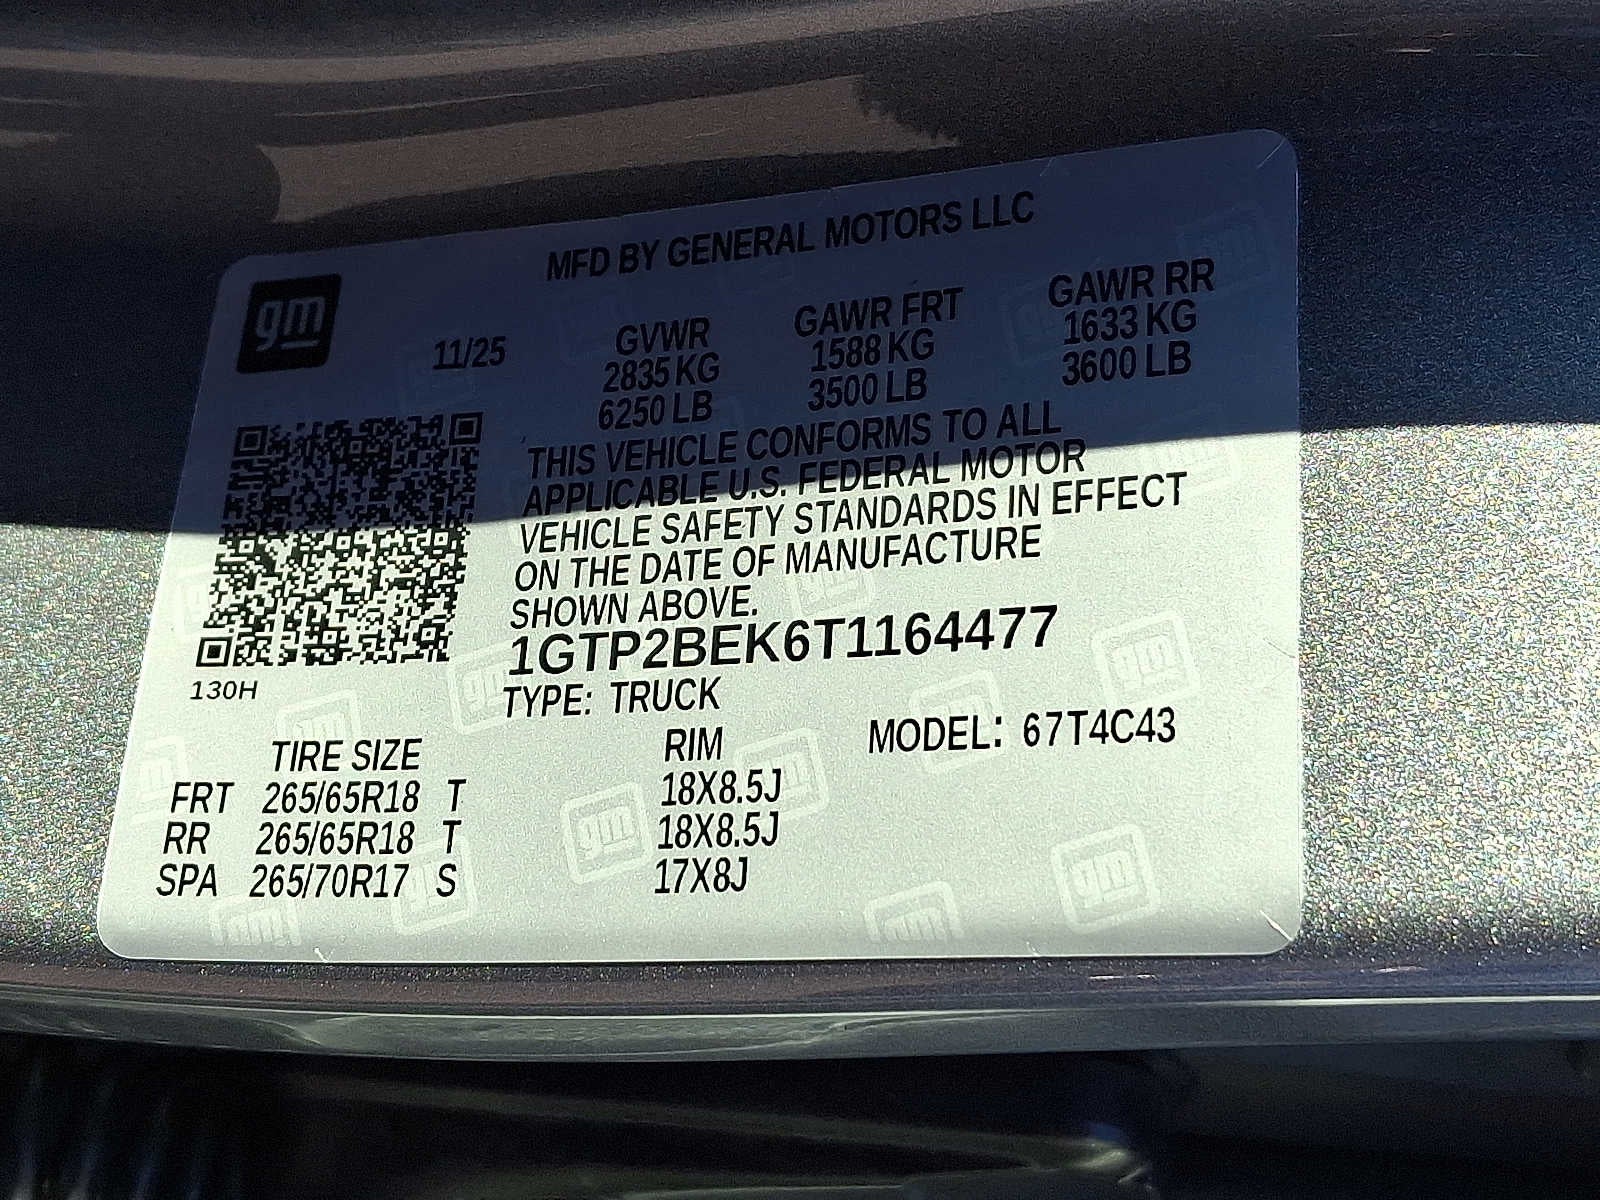 MFD BY GENERAL MOTORS LLC
gm
11/25 GVWR GAWR FRT GAWR RR
2835 KG 1588 KG 1633 KG
6250 LB 3500 LB 3600 LB
THIS VEHICLE CONFORMS TO ALL
APPLICABLE U.S. FEDERAL MOTOR
VEHICLE SAFETY STANDARDS IN EFFECT
ON THE DATE OF MANUFACTURE
SHOWN ABOVE.
1GTP2BEK6T1164477
130H
TYPE: TRUCK
MODEL: 67T4C43
TIRE SIZE RIM
FRT 265/65R18 T 18X8.5J
RR 265/65R18 T 18X8.5J
SPA 265/70R17 S 17X8J